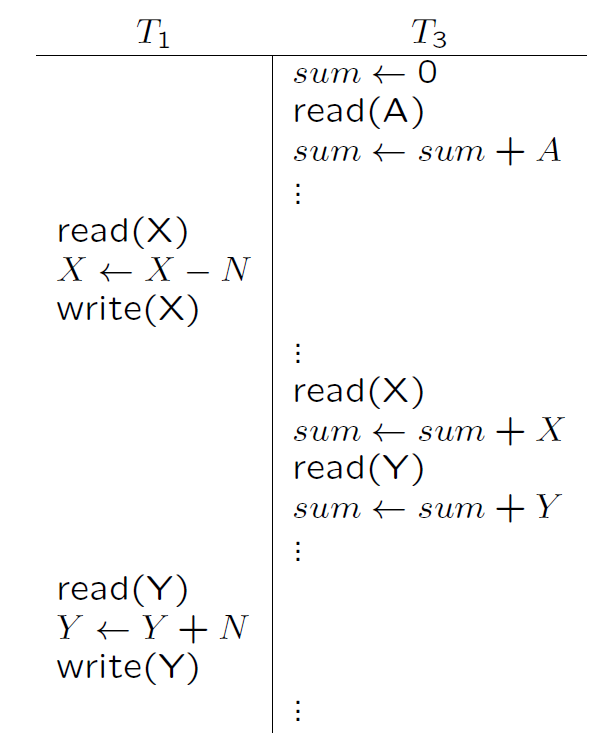 T₁ T₃
sum ← 0
read(A)
sum ← sum + A
⋮
read(X)
X ← X − N
write(X)
⋮
read(X)
sum ← sum + X
read(Y)
sum ← sum + Y
⋮
read(Y)
Y ← Y + N
write(Y)
⋮